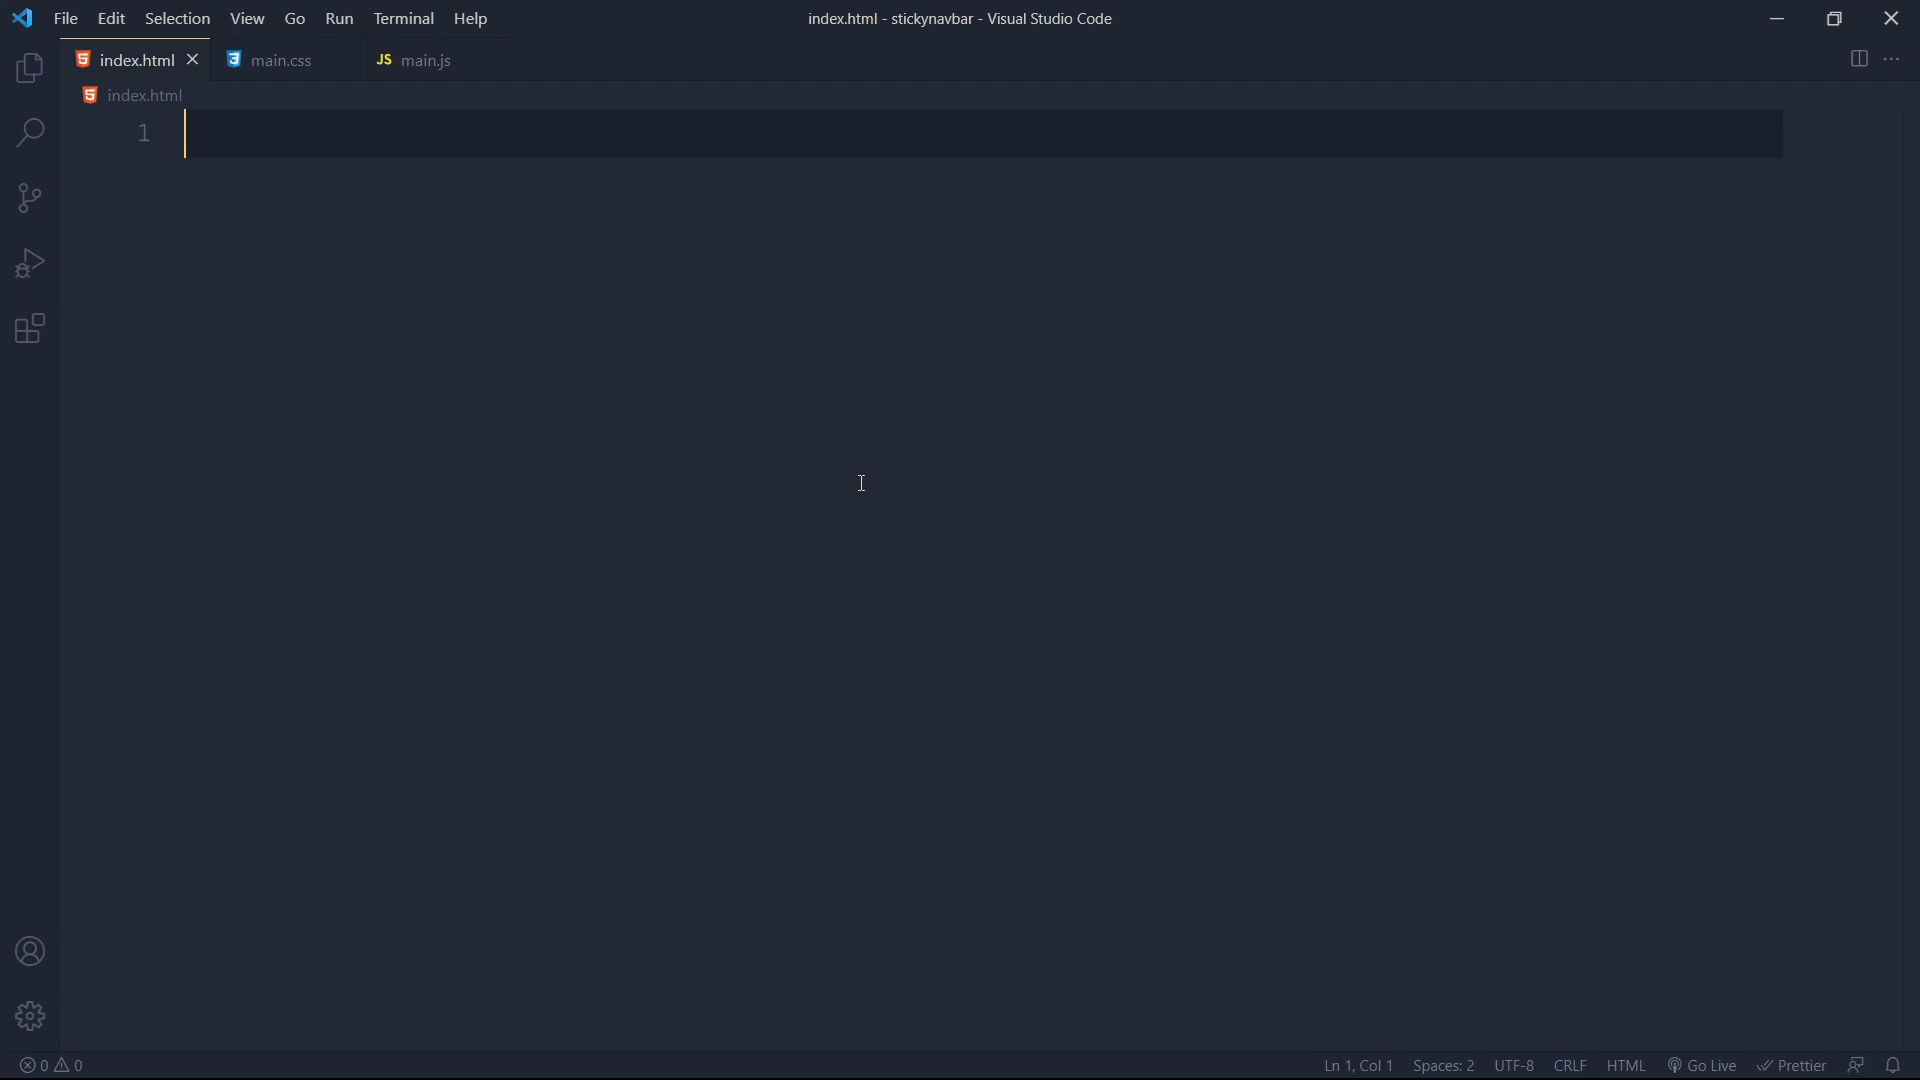 File Edit Selection View Go Run Terminal Help index.html - stickynavbar - Visual Studio Code
index.html main.css JS main.js
index.html
1
0 0 Ln 1, Col 1 Spaces: 2 UTF-8 CRLF HTML Go Live Prettier